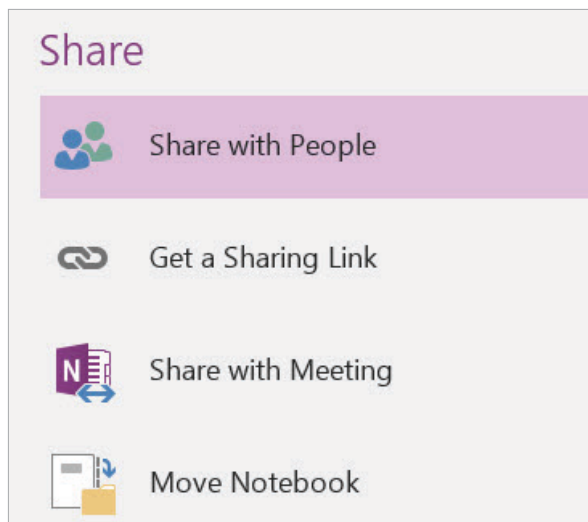 Share
Share with People
Get a Sharing Link
N
Share with Meeting
Move Notebook